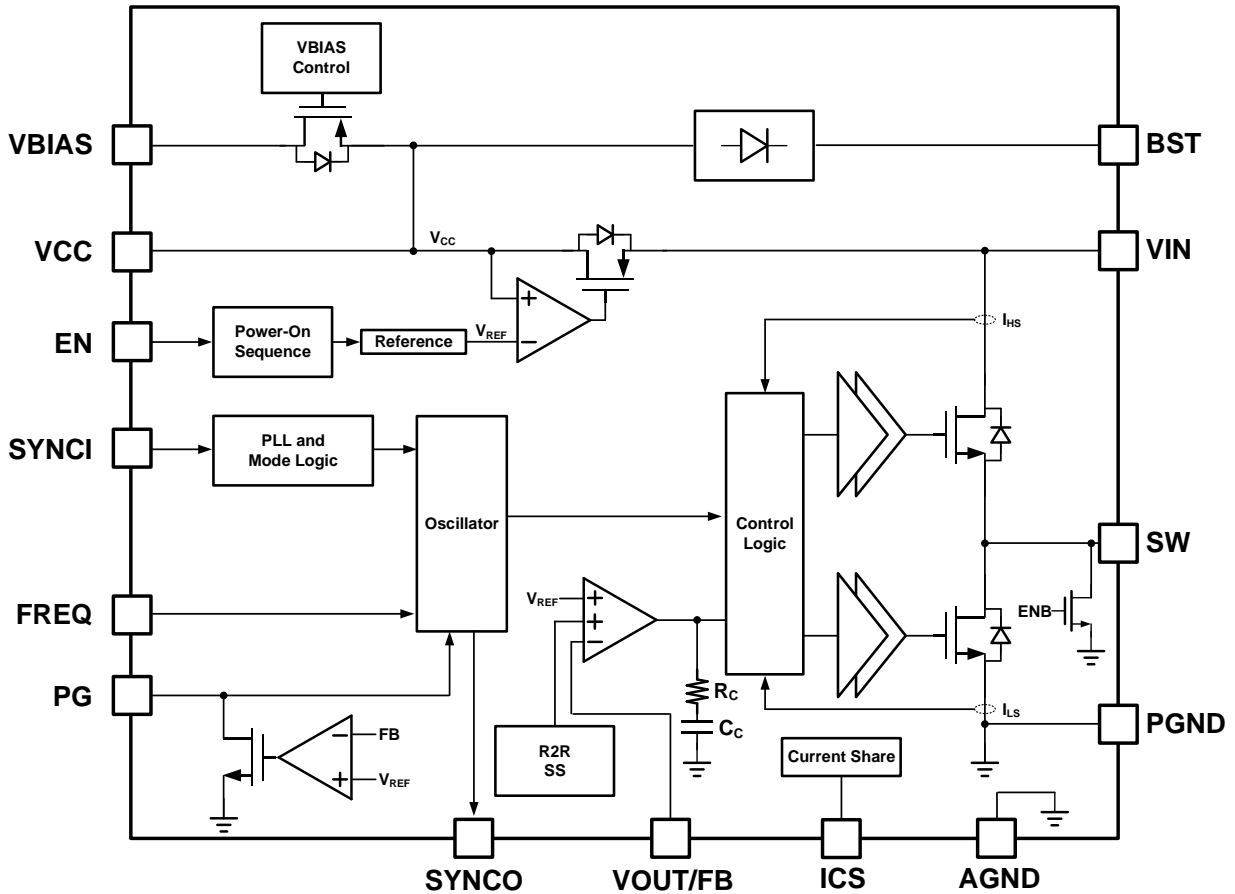 VBIAS
Control
VBIAS
BST
VCC
VCC
VIN
EN
Power-On
Sequence
Reference
VREF
+
−
IHS
SYNCI
PLL and
Mode Logic
Oscillator
Control
Logic
SW
FREQ
VREF
+
+
−
ENB
PG
RC
CC
ILS
PGND
FB
−
VREF
+
R2R
SS
Current Share
SYNCO
VOUT/FB
ICS
AGND